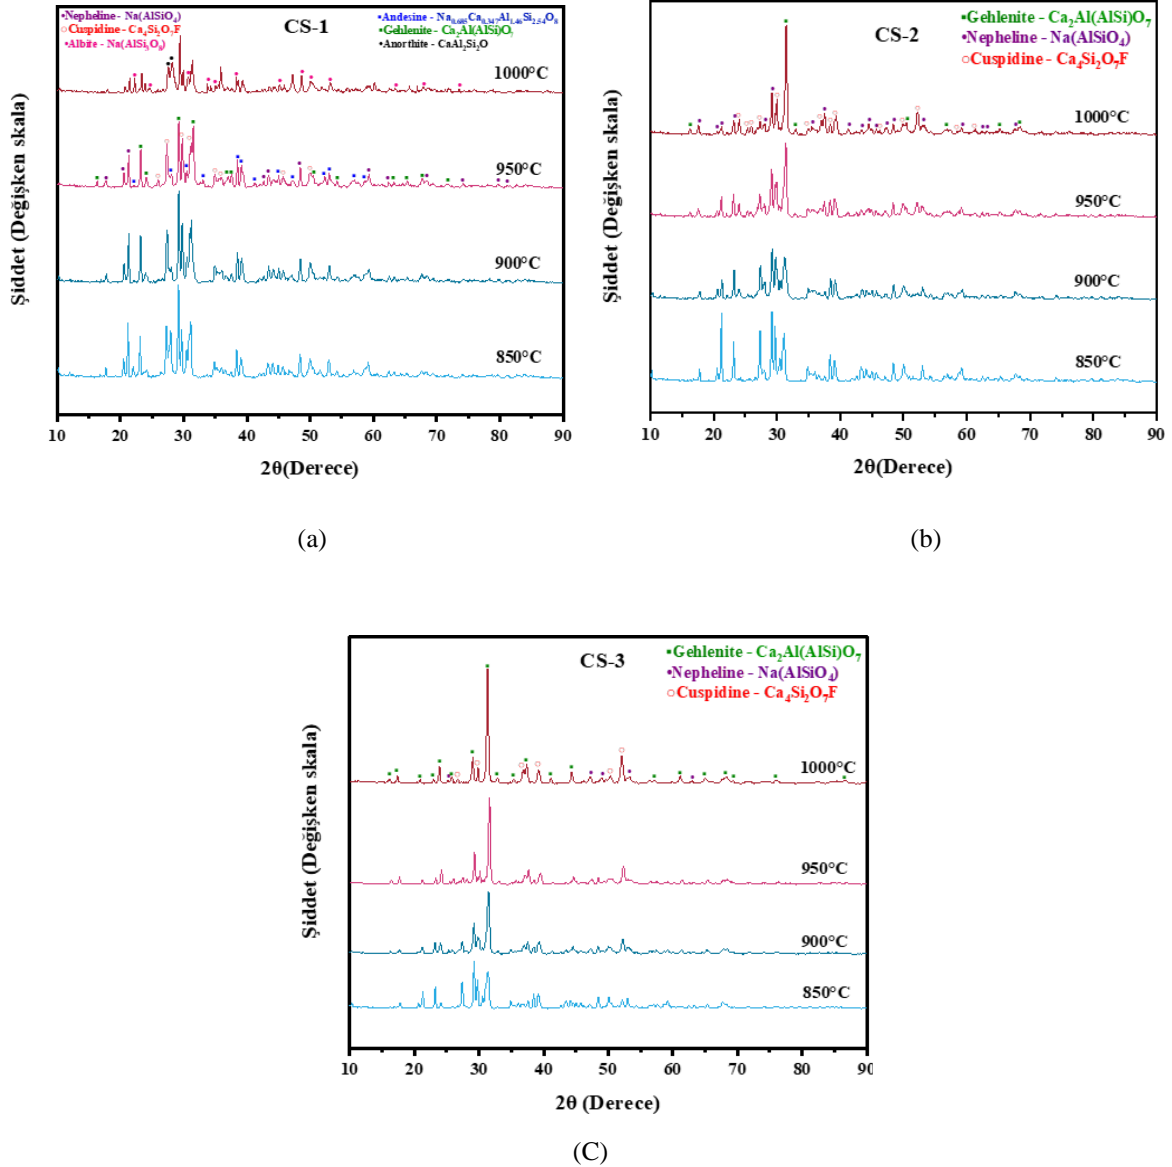 CS-1
•Nepheline - Na(AlSiO₄)
○Cuspidine - Ca₄Si₂O₇F
•Albite - Na(AlSi₃O₈)
•Andesine - Na₀.₆₈₅Ca₀.₃₄₇Al₁.₄₆Si₂.₅₄O₈
▪Gehlenite - Ca₂Al(AlSi)O₇
•Anorthite - CaAl₂Si₂O
1000°C
950°C
900°C
850°C
Şiddet (Değişken skala)
10 20 30 40 50 60 70 80 90
2θ(Derece)
(a)
CS-2
▪Gehlenite - Ca₂Al(AlSi)O₇
•Nepheline - Na(AlSiO₄)
○Cuspidine - Ca₄Si₂O₇F
1000°C
950°C
900°C
850°C
Şiddet (Değişken skala)
10 20 30 40 50 60 70 80 90
2θ(Derece)
(b)
CS-3
▪Gehlenite - Ca₂Al(AlSi)O₇
•Nepheline - Na(AlSiO₄)
○Cuspidine - Ca₄Si₂O₇F
1000°C
950°C
900°C
850°C
Şiddet (Değişken skala)
10 20 30 40 50 60 70 80 90
2θ (Derece)
(C)